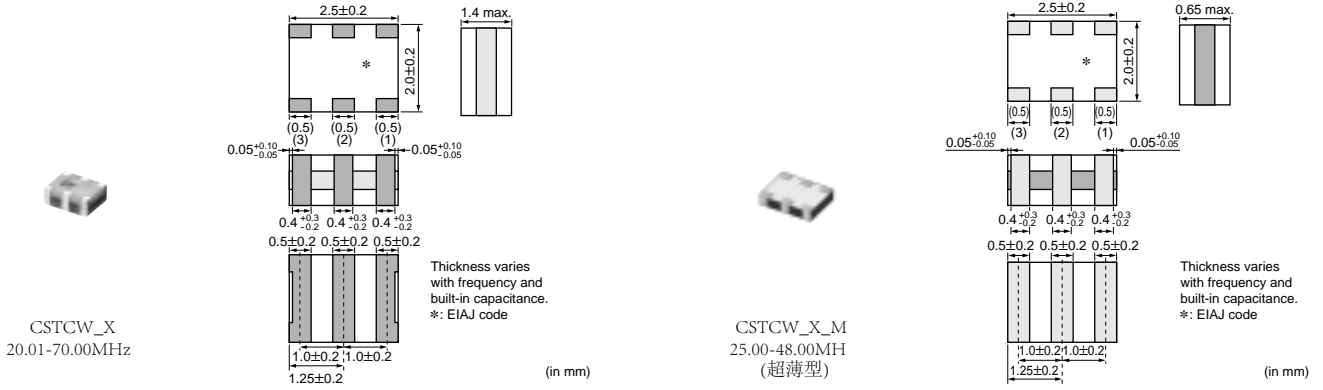 2.5±0.2
1.4 max.
2.0±0.2
*
(0.5) (0.5) (0.5)
(3) (2) (1)
0.05+0.10-0.05 0.05+0.10-0.05
0.4 +0.3-0.2 0.4 +0.3-0.2 0.4 +0.3-0.2
0.5±0.2 0.5±0.2 0.5±0.2
Thickness varies
with frequency and
built-in capacitance.
*: EIAJ code
1.0±0.2 1.0±0.2
1.25±0.2
(in mm)
CSTCW_X
20.01-70.00MHz
2.5±0.2
0.65 max.
2.0±0.2
*
(0.5) (0.5) (0.5)
(3) (2) (1)
0.05+0.10-0.05 0.05+0.10-0.05
0.4 +0.3-0.2 0.4 +0.3-0.2 0.4 +0.3-0.2
0.5±0.2 0.5±0.2 0.5±0.2
Thickness varies
with frequency and
built-in capacitance.
*: EIAJ code
1.0±0.2 1.0±0.2
1.25±0.2
(in mm)
CSTCW_X_M
25.00-48.00MH
(超薄型)